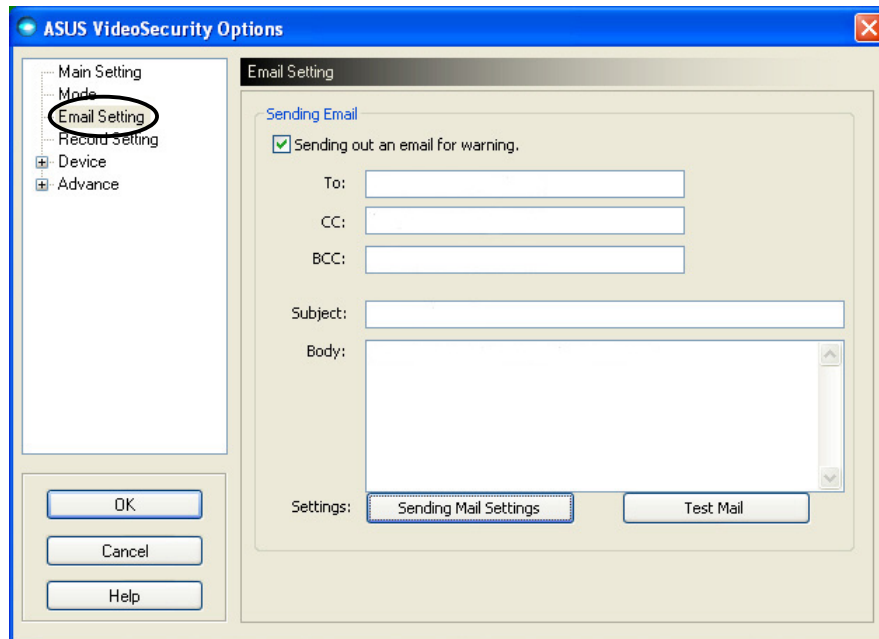 ASUS VideoSecurity Options
Main Setting
Mode
Email Setting
Record Setting
Device
Advance
OK
Cancel
Help
Email Setting
Sending Email
Sending out an email for warning.
To:
CC:
BCC:
Subject:
Body:
Settings: Sending Mail Settings Test Mail